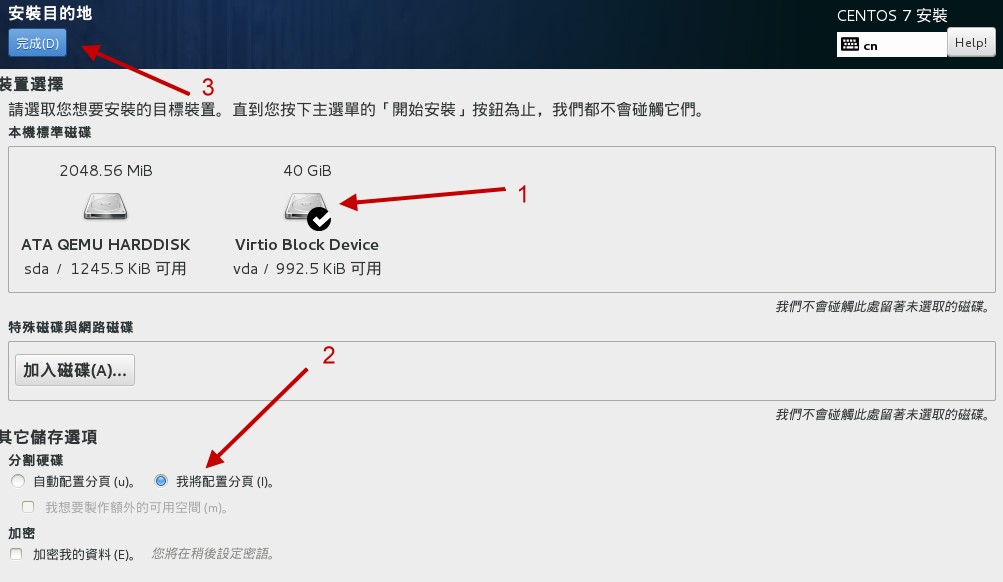 安裝目的地
CENTOS 7 安裝
完成(D)
cn
Help!
3
裝置選擇
請選取您想要安裝的目標裝置。直到您按下主選單的「開始安裝」按鈕為止，我們都不會碰觸它們。
本機標準磁碟
2048.56 MiB
40 GiB
1
ATA QEMU HARDDISK
Virtio Block Device
sda / 1245.5 KiB 可用
vda / 992.5 KiB 可用
我們不會碰觸此處留著未選取的磁碟。
特殊磁碟與網路磁碟
2
加入磁碟(A)...
我們不會碰觸此處留著未選取的磁碟。
其它儲存選項
分割硬碟
自動配置分頁 (u)。
我將配置分頁 (I)。
我想要製作額外的可用空間 (m)。
加密
加密我的資料 (E)。
您將在稍後設定密語。